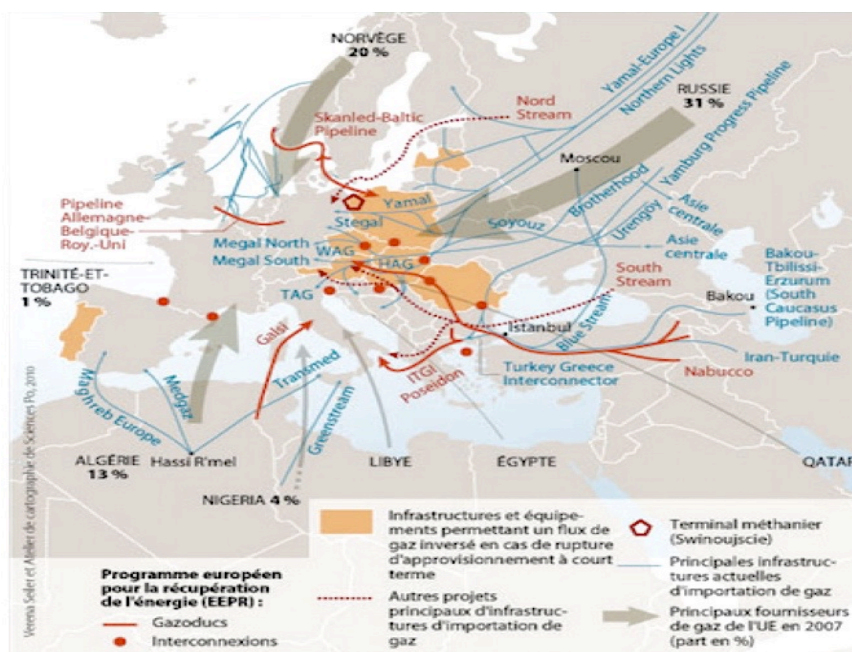 NORVÈGE
20 %
Skanled-Baltic
Pipeline
Nord
Stream
Yamal-Europe I
Northern Lights
RUSSIE
31 %
Yamburg Progress Pipeline
Moscou
Brotherhood
Urengoy
Asie
centrale
Pipeline
Allemagne-
Belgique-
Roy.-Uni
Yamal
Stegal
Soyouz
Megal North
WAG
Megal South
HAG
Asie
centrale
TRINITÉ-ET-
TOBAGO
1 %
TAG
South
Stream
Bakou-
Tbilissi-
Erzurum
(South
Caucasus
Pipeline)
Bakou
Galsi
Istanbul
Blue Stream
Iran-Turquie
Nabucco
ITGI
Poseidon
Turkey Greece
Interconnector
Maghreb Europe
Medgaz
Transmed
Greenstream
ALGÉRIE
13 %
Hassi R'mel
LIBYE
ÉGYPTE
QATAR
NIGERIA 4 %
Verena Seiler et Atelier de cartographie de Sciences Po, 2010
Programme européen
pour la récupération
de l'énergie (EEPR) :
Gazoducs
Interconnexions
Infrastructures et équipe-
ments permettant un flux de
gaz inversé en cas de rupture
d'approvisionnement à court
terme
Autres projets
principaux d'infrastruc-
tures d'importation de
gaz
Terminal méthanier
(Swinoujscie)
Principales infrastruc-
tures actuelles
d'importation de gaz
Principaux fournisseurs
de gaz de l'UE en 2007
(part en %)